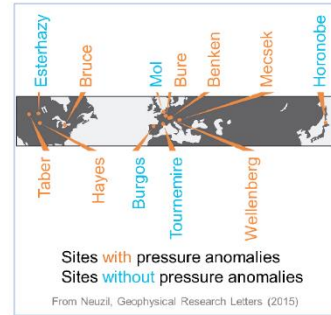 Esterhazy
Bruce
Mol
Bure
Benken
Mecsek
Horonobe
Taber
Hayes
Burgos
Tournemire
Wellenberg
Sites with pressure anomalies
Sites without pressure anomalies
From Neuzil, Geophysical Research Letters (2015)